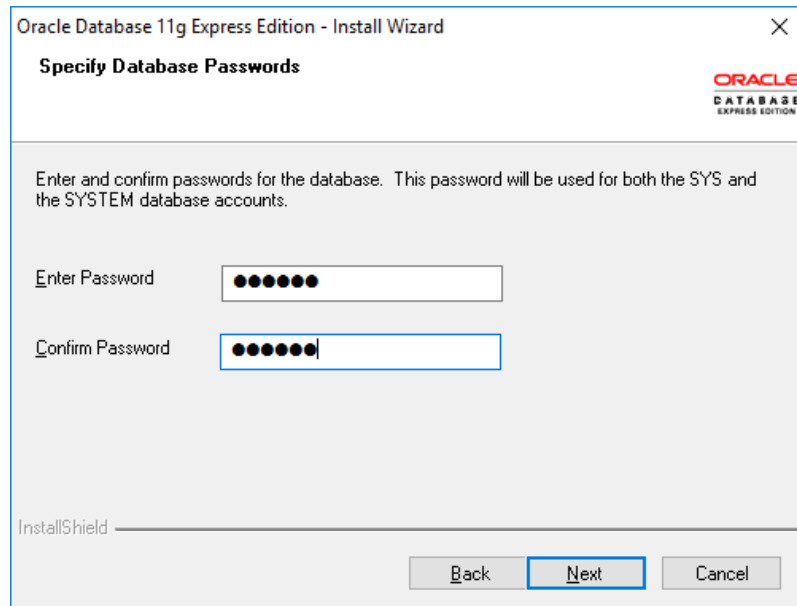 Oracle Database 11g Express Edition - Install Wizard
Specify Database Passwords
ORACLE
DATABASE
EXPRESS EDITION
Enter and confirm passwords for the database. This password will be used for both the SYS and
the SYSTEM database accounts.
Enter Password
●●●●●●
Confirm Password
●●●●●●
InstallShield
Back
Next
Cancel